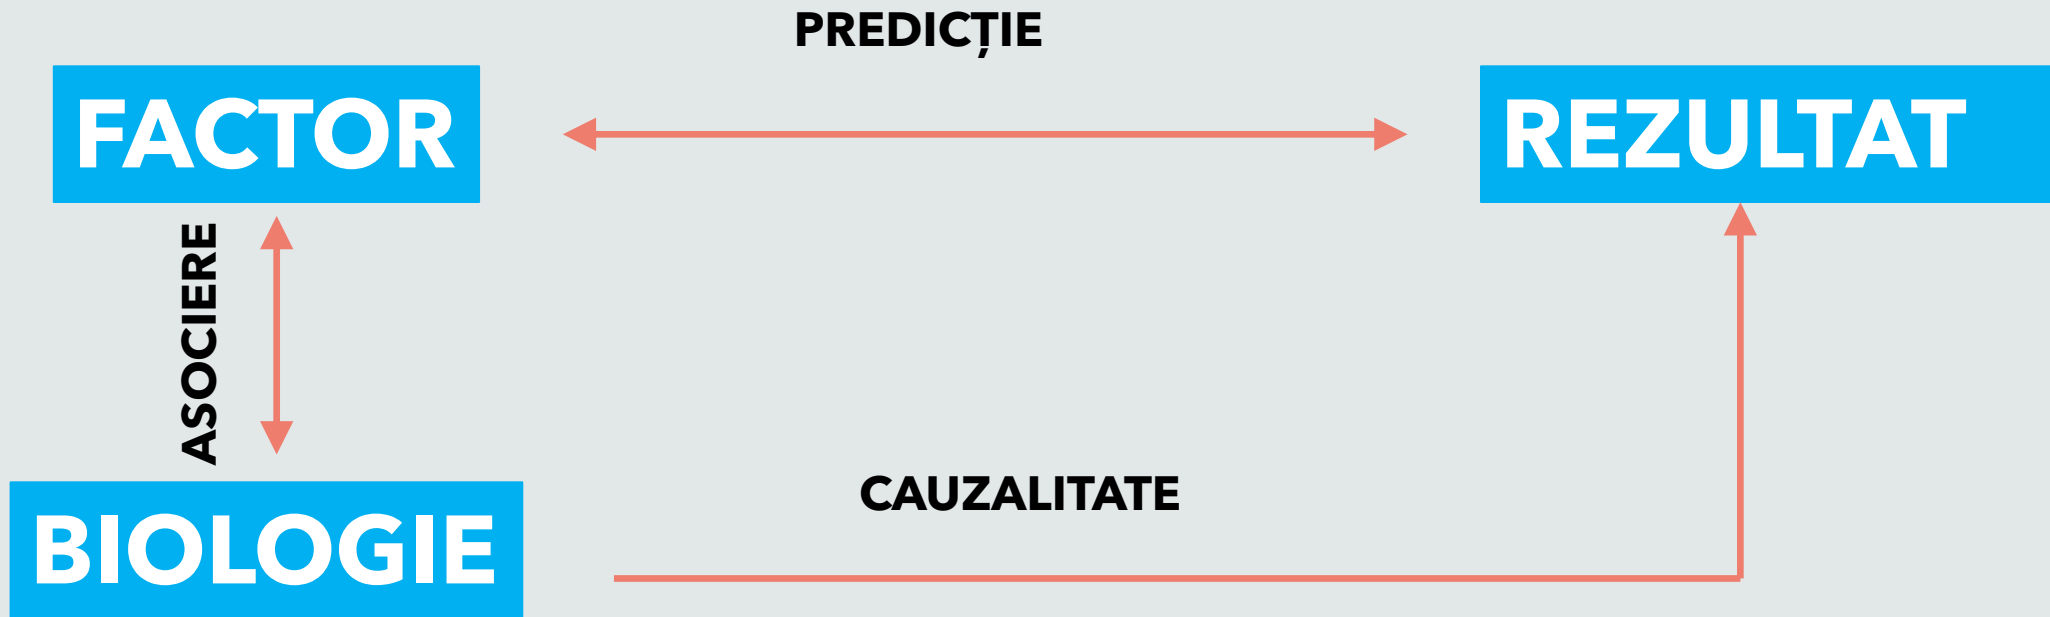 PREDICȚIE
FACTOR
REZULTAT
ASOCIERE
CAUZALITATE
BIOLOGIE